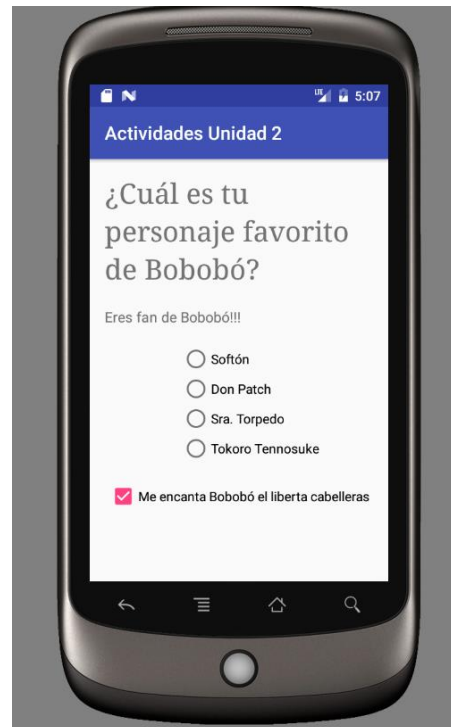 LTE 5:07
Actividades Unidad 2
¿Cuál es tu
personaje favorito
de Bobobó?
Eres fan de Bobobó!!!
Softón
Don Patch
Sra. Torpedo
Tokoro Tennosuke
Me encanta Bobobó el liberta cabelleras